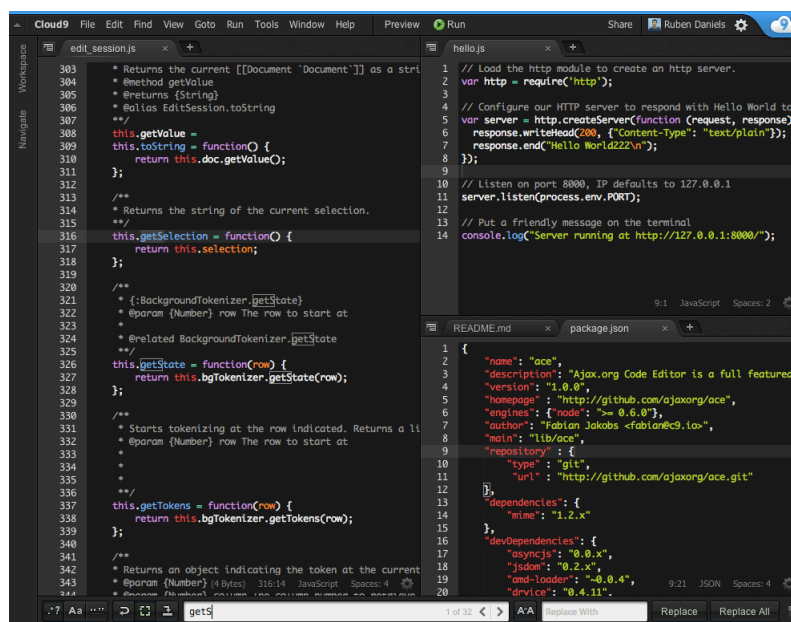 Cloud9 File Edit Find View Goto Run Tools Window Help Preview Run Share Ruben Daniels
Workspace
Navigate
edit_session.js × +
303 * Returns the current [[Document `Document`]] as a stri
304 * @method getValue
305 * @returns {String}
306 * @alias EditSession.toString
307 **/
308 this.getValue =
309 this.toString = function() {
310 return this.doc.getValue();
311 };
312
313 /**
314 * Returns the string of the current selection.
315 **/
316 this.getSelection = function() {
317 return this.selection;
318 };
319
320 /**
321 * {:BackgroundTokenizer.getState}
322 * @param {Number} row The row to start at
323 *
324 * @related BackgroundTokenizer.getState
325 **/
326 this.getState = function(row) {
327 return this.bgTokenizer.getState(row);
328 };
329
330 /**
331 * Starts tokenizing at the row indicated. Returns a li
332 * @param {Number} row The row to start at
333 *
334 *
335 *
336 **/
337 this.getTokens = function(row) {
338 return this.bgTokenizer.getTokens(row);
339 };
340
341 /**
342 * Returns an object indicating the token at the current
343 * @param {Number} (4 Bytes) 316:14 JavaScript Spaces: 4
344 * @param {Number} column the column number to retrieve
hello.js × +
1 // Load the http module to create an http server.
2 var http = require('http');
3
4 // Configure our HTTP server to respond with Hello World to
5 var server = http.createServer(function (request, response)
6 response.writeHead(200, {"Content-Type": "text/plain"});
7 response.end("Hello World222\n");
8 });
9
10 // Listen on port 8000, IP defaults to 127.0.0.1
11 server.listen(process.env.PORT);
12
13 // Put a friendly message on the terminal
14 console.log("Server running at http://127.0.0.1:8000/");
9:1 JavaScript Spaces: 2
README.md × package.json × +
1 {
2 "name": "ace",
3 "description": "Ajax.org Code Editor is a full featured
4 "version": "1.0.0",
5 "homepage" : "http://github.com/ajaxorg/ace",
6 "engines": {"node": ">= 0.6.0"},
7 "author": "Fabian Jakobs <fabian@c9.io>",
8 "main": "lib/ace",
9 "repository" : {
10 "type" : "git",
11 "url" : "http://github.com/ajaxorg/ace.git"
12 },
13 "dependencies": {
14 "mime": "1.2.x"
15 },
16 "devDependencies": {
17 "asyncjs": "0.0.x",
18 "jsdom": "0.2.x",
19 "amd-loader": "~0.0.4",
9:21 JSON Spaces: 4
20 "dryice": "0.4.11",
.*? Aa "" getS 1 of 32 < > A^A Replace With Replace Replace All